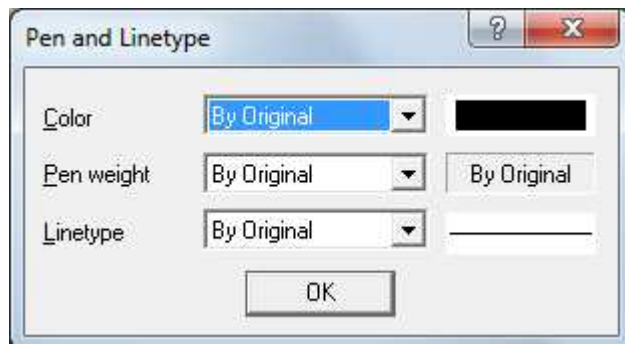 Pen and Linetype
?
Color By Original
Pen weight By Original By Original
Linetype By Original
OK